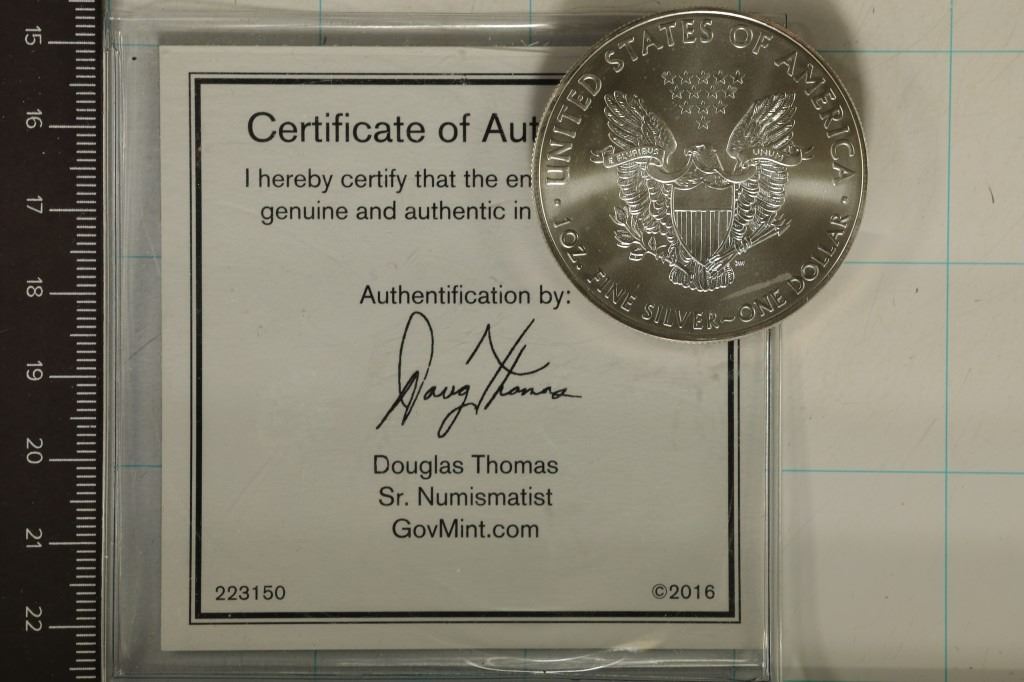 15
16
17
18
19
20
21
22
Certificate of Aut
I hereby certify that the en
genuine and authentic in
Authentification by:
Doug Thomas
Douglas Thomas
Sr. Numismatist
GovMint.com
223150
©2016
UNITED STATES OF AMERICA
E PLURIBUS UNUM
· 1 OZ. FINE SILVER~ONE DOLLAR ·